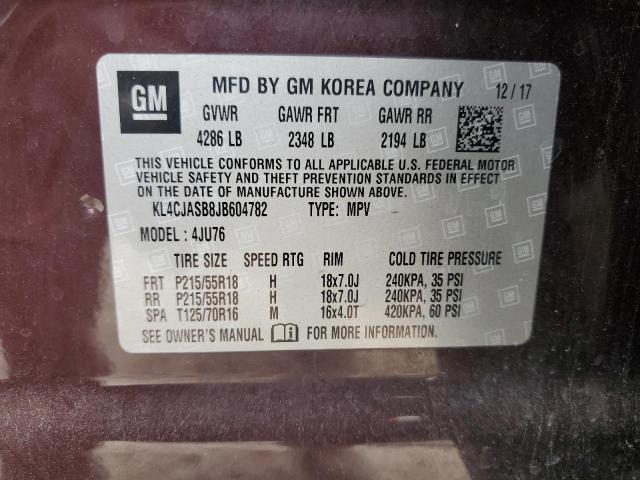 GM
MFD BY GM KOREA COMPANY 12/17
GVWR GAWR FRT GAWR RR
4286 LB 2348 LB 2194 LB
THIS VEHICLE CONFORMS TO ALL APPLICABLE U.S. FEDERAL MOTOR
VEHICLE SAFETY AND THEFT PREVENTION STANDARDS IN EFFECT
ON THE DATE OF MANUFACTURE SHOWN ABOVE.
KL4CJASB8JB604782 TYPE: MPV
MODEL : 4JU76
TIRE SIZE SPEED RTG RIM COLD TIRE PRESSURE
FRT P215/55R18 H 18x7.0J 240KPA, 35 PSI
RR P215/55R18 H 18x7.0J 240KPA, 35 PSI
SPA T125/70R16 M 16x4.0T 420KPA, 60 PSI
SEE OWNER'S MANUAL FOR MORE INFORMATION.